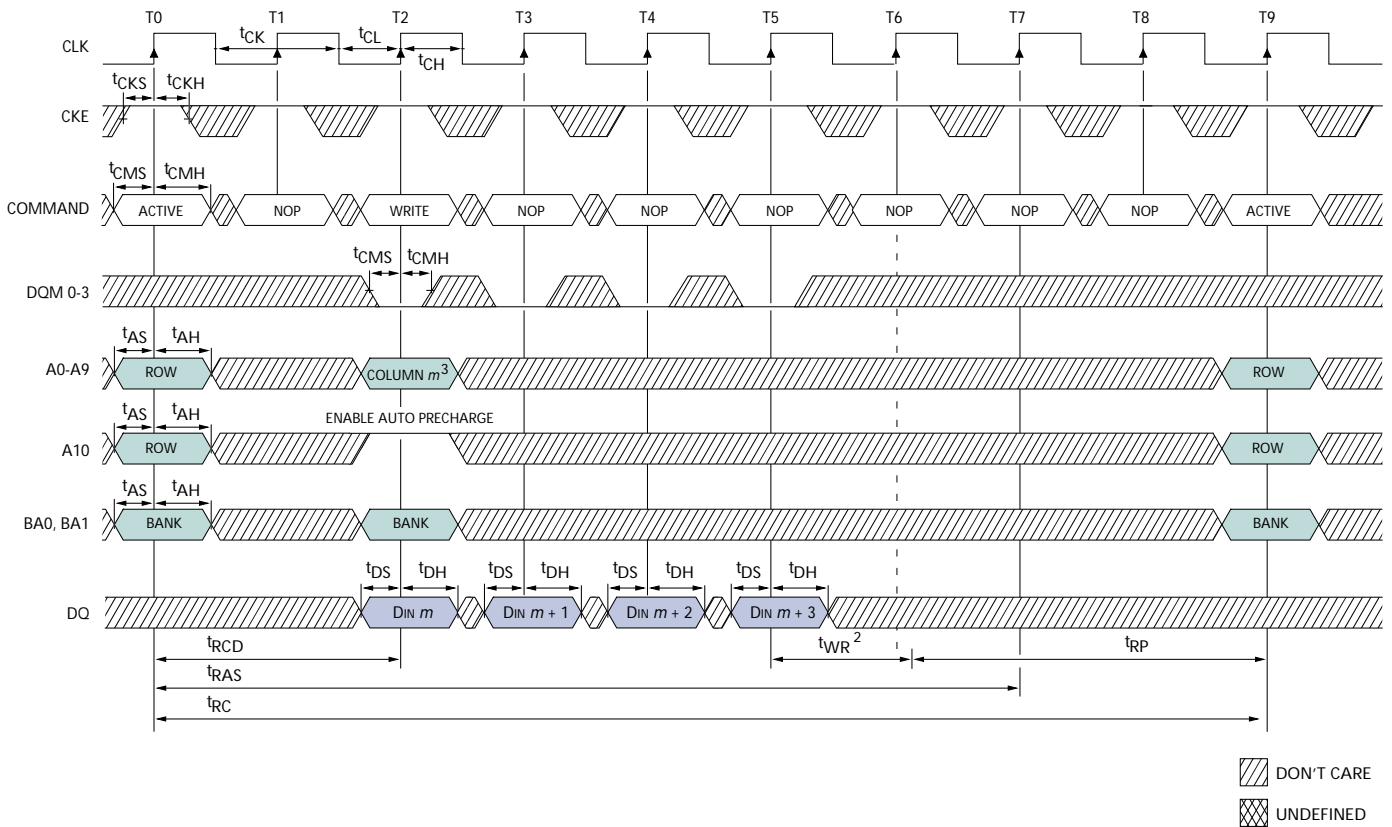 T0 T1 T2 T3 T4 T5 T6 T7 T8 T9
CLK
tCK tCL
tCH
tCKS tCKH
CKE
tCMS tCMH
COMMAND ACTIVE NOP WRITE NOP NOP NOP NOP NOP NOP ACTIVE
tCMS tCMH
DQM 0-3
tAS tAH
A0-A9 ROW COLUMN m3 ROW
tAS tAH ENABLE AUTO PRECHARGE
A10 ROW ROW
tAS tAH
BA0, BA1 BANK BANK BANK
tDS tDH tDS tDH tDS tDH tDS tDH
DQ DIN m DIN m + 1 DIN m + 2 DIN m + 3
tRCD tWR 2 tRP
tRAS
tRC
DON'T CARE
UNDEFINED